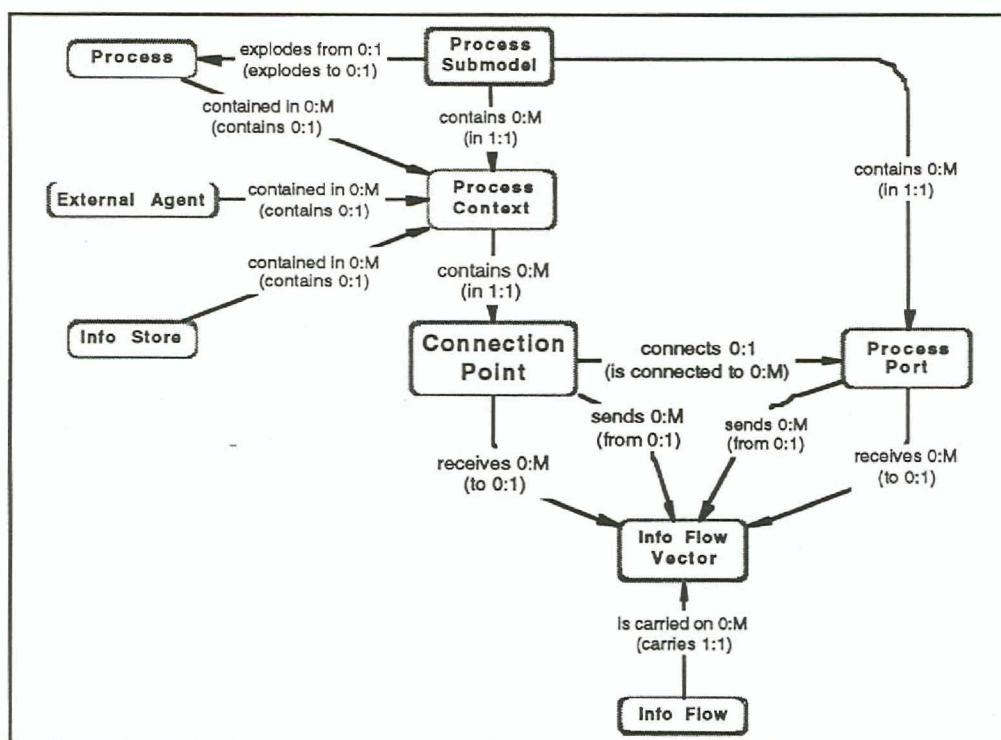 Process
explodes from 0:1
(explodes to 0:1)
Process
Submodel
contained in 0:M
(contains 0:1)
contains 0:M
(in 1:1)
contains 0:M
(in 1:1)
External Agent
contained in 0:M
(contains 0:1)
Process
Context
contained in 0:M
(contains 0:1)
Info Store
contains 0:M
(in 1:1)
Connection
Point
connects 0:1
(is connected to 0:M)
Process
Port
receives 0:M
(to 0:1)
sends 0:M
(from 0:1)
sends 0:M
(from 0:1)
receives 0:M
(to 0:1)
Info Flow
Vector
is carried on 0:M
(carries 1:1)
Info Flow